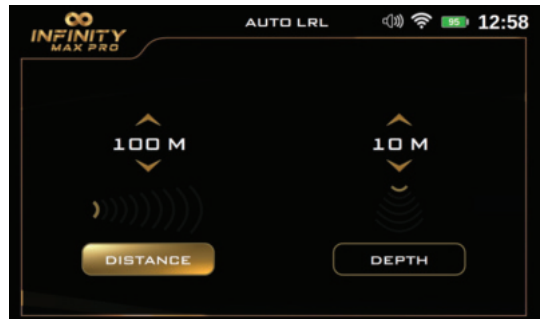 INFINITY
MAX PRO
AUTO LRL
95
12:58
100 M
10 M
DISTANCE
DEPTH